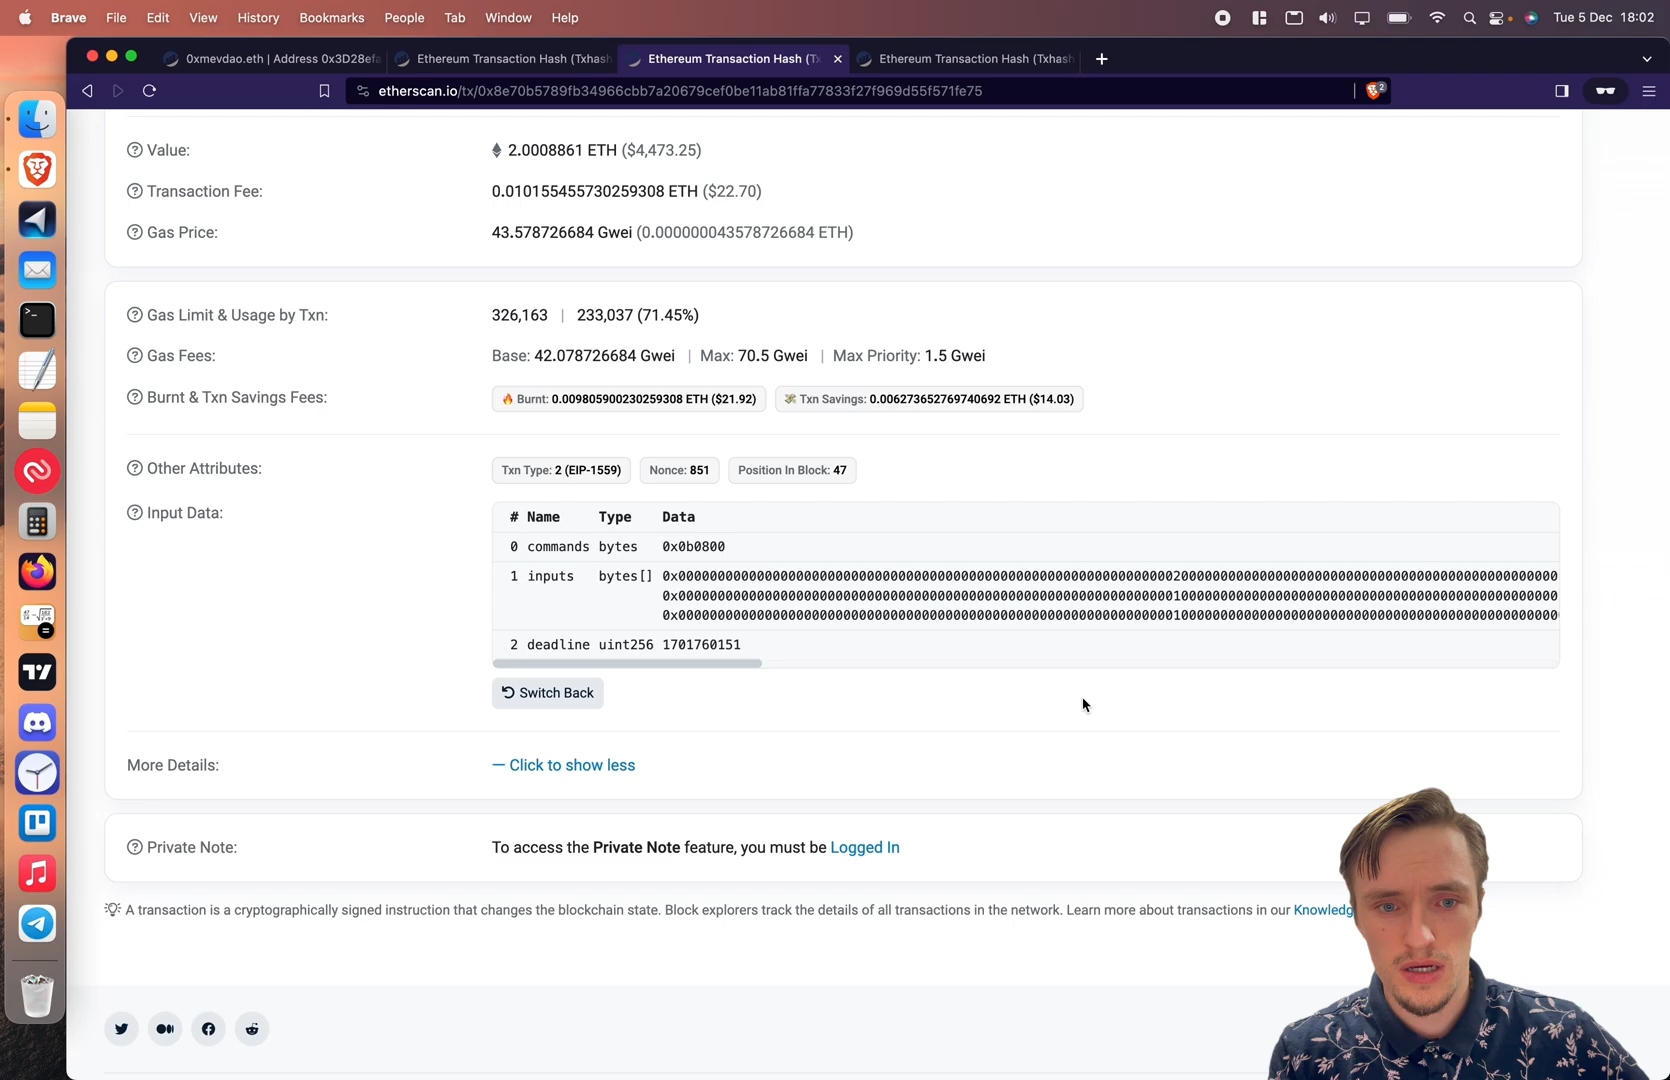 Brave File Edit View History Bookmarks People Tab Window Help Tue 5 Dec 18:02
0xmevdao.eth | Address 0x3D28efa Ethereum Transaction Hash (Txhash Ethereum Transaction Hash (Tx Ethereum Transaction Hash (Txhash
etherscan.io/tx/0x8e70b5789fb34966cbb7a20679cef0be11ab81ffa77833f27f969d55f571fe75 2
Value: 2.0008861 ETH ($4,473.25)
Transaction Fee: 0.010155455730259308 ETH ($22.70)
Gas Price: 43.578726684 Gwei (0.000000043578726684 ETH)
Gas Limit & Usage by Txn: 326,163 | 233,037 (71.45%)
Gas Fees: Base: 42.078726684 Gwei | Max: 70.5 Gwei | Max Priority: 1.5 Gwei
Burnt & Txn Savings Fees: Burnt: 0.009805900230259308 ETH ($21.92) Txn Savings: 0.006273652769740692 ETH ($14.03)
Other Attributes: Txn Type: 2 (EIP-1559) Nonce: 851 Position In Block: 47
Input Data:
# Name Type Data
0 commands bytes 0x0b0800
1 inputs bytes[]
2 deadline uint256 1701760151
Switch Back
More Details: — Click to show less
Private Note: To access the Private Note feature, you must be Logged In
A transaction is a cryptographically signed instruction that changes the blockchain state. Block explorers track the details of all transactions in the network. Learn more about transactions in our Knowledg